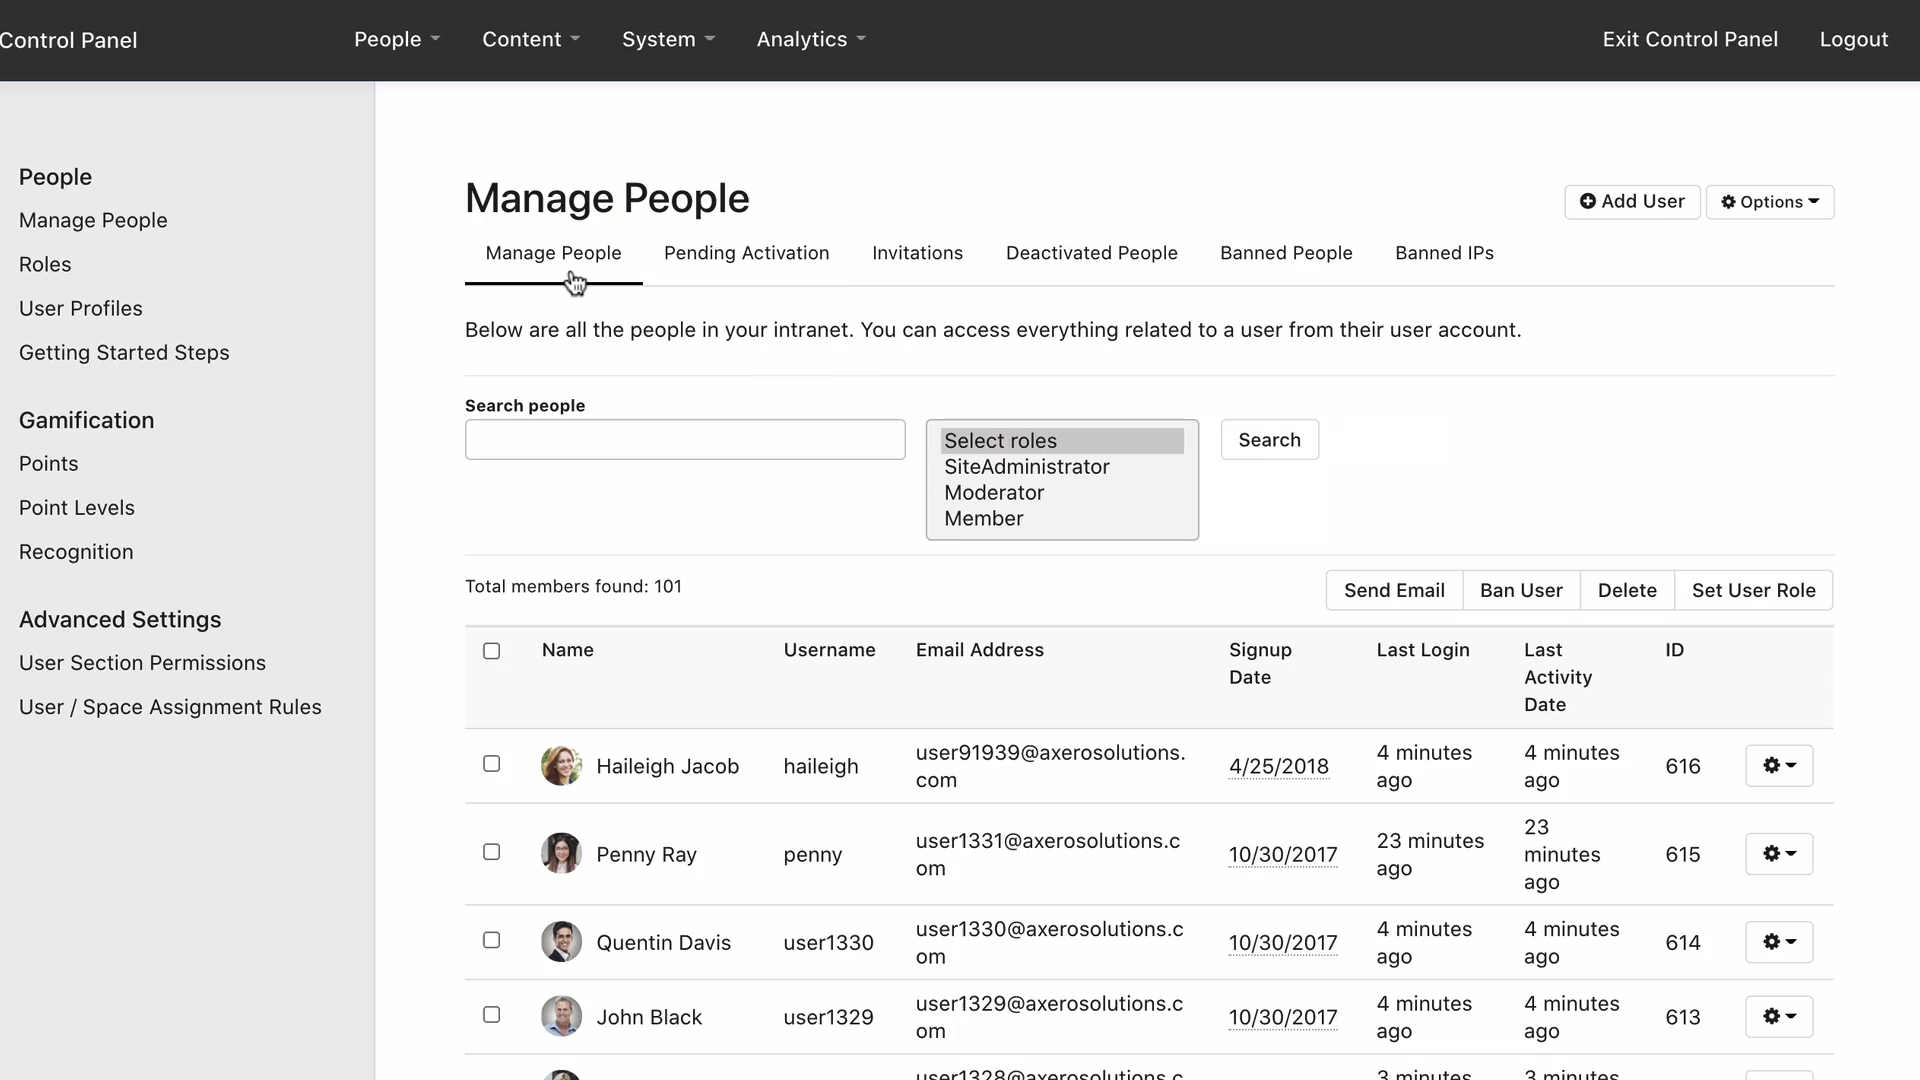 Control Panel
People
Content
System
Analytics
Exit Control Panel
Logout
People
Manage People
Roles
User Profiles
Getting Started Steps
Gamification
Points
Point Levels
Recognition
Advanced Settings
User Section Permissions
User / Space Assignment Rules
Manage People
Add User
Options
Manage People
Pending Activation
Invitations
Deactivated People
Banned People
Banned IPs
Below are all the people in your intranet. You can access everything related to a user from their user account.
Search people
Select roles
SiteAdministrator
Moderator
Member
Search
Total members found: 101
Send Email
Ban User
Delete
Set User Role
Name
Username
Email Address
Signup
Date
Last Login
Last
Activity
Date
ID
Haileigh Jacob
haileigh
user91939@axerosolutions.
com
4/25/2018
4 minutes
ago
4 minutes
ago
616
Penny Ray
penny
user1331@axerosolutions.c
om
10/30/2017
23 minutes
ago
23
minutes
ago
615
Quentin Davis
user1330
user1330@axerosolutions.c
om
10/30/2017
4 minutes
ago
4 minutes
ago
614
John Black
user1329
user1329@axerosolutions.c
om
10/30/2017
4 minutes
ago
4 minutes
ago
613
user1328@axerosolutions.c
3 minutes
3 minutes